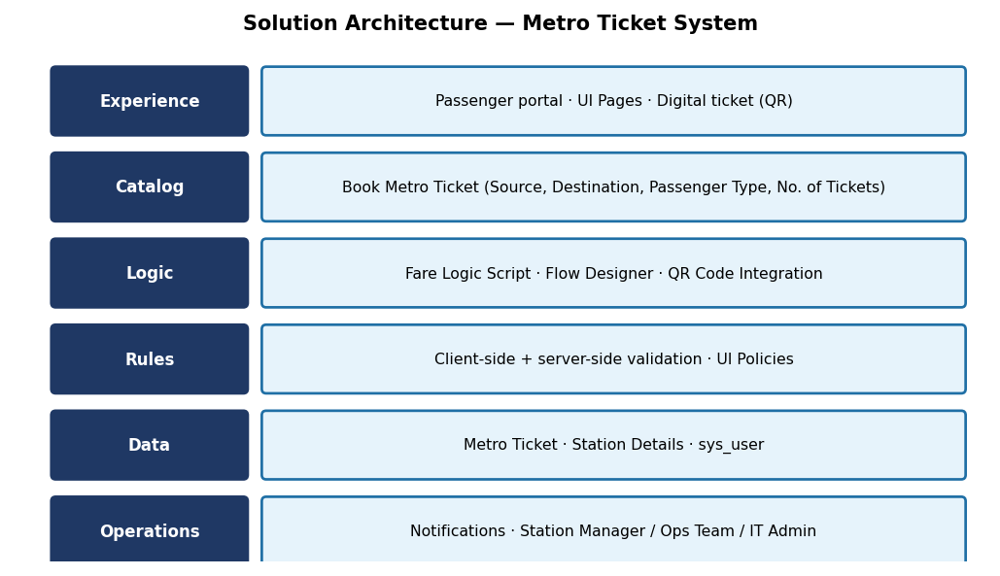 Solution Architecture — Metro Ticket System
Experience
Passenger portal · UI Pages · Digital ticket (QR)
Catalog
Book Metro Ticket (Source, Destination, Passenger Type, No. of Tickets)
Logic
Fare Logic Script · Flow Designer · QR Code Integration
Rules
Client-side + server-side validation · UI Policies
Data
Metro Ticket · Station Details · sys_user
Operations
Notifications · Station Manager / Ops Team / IT Admin